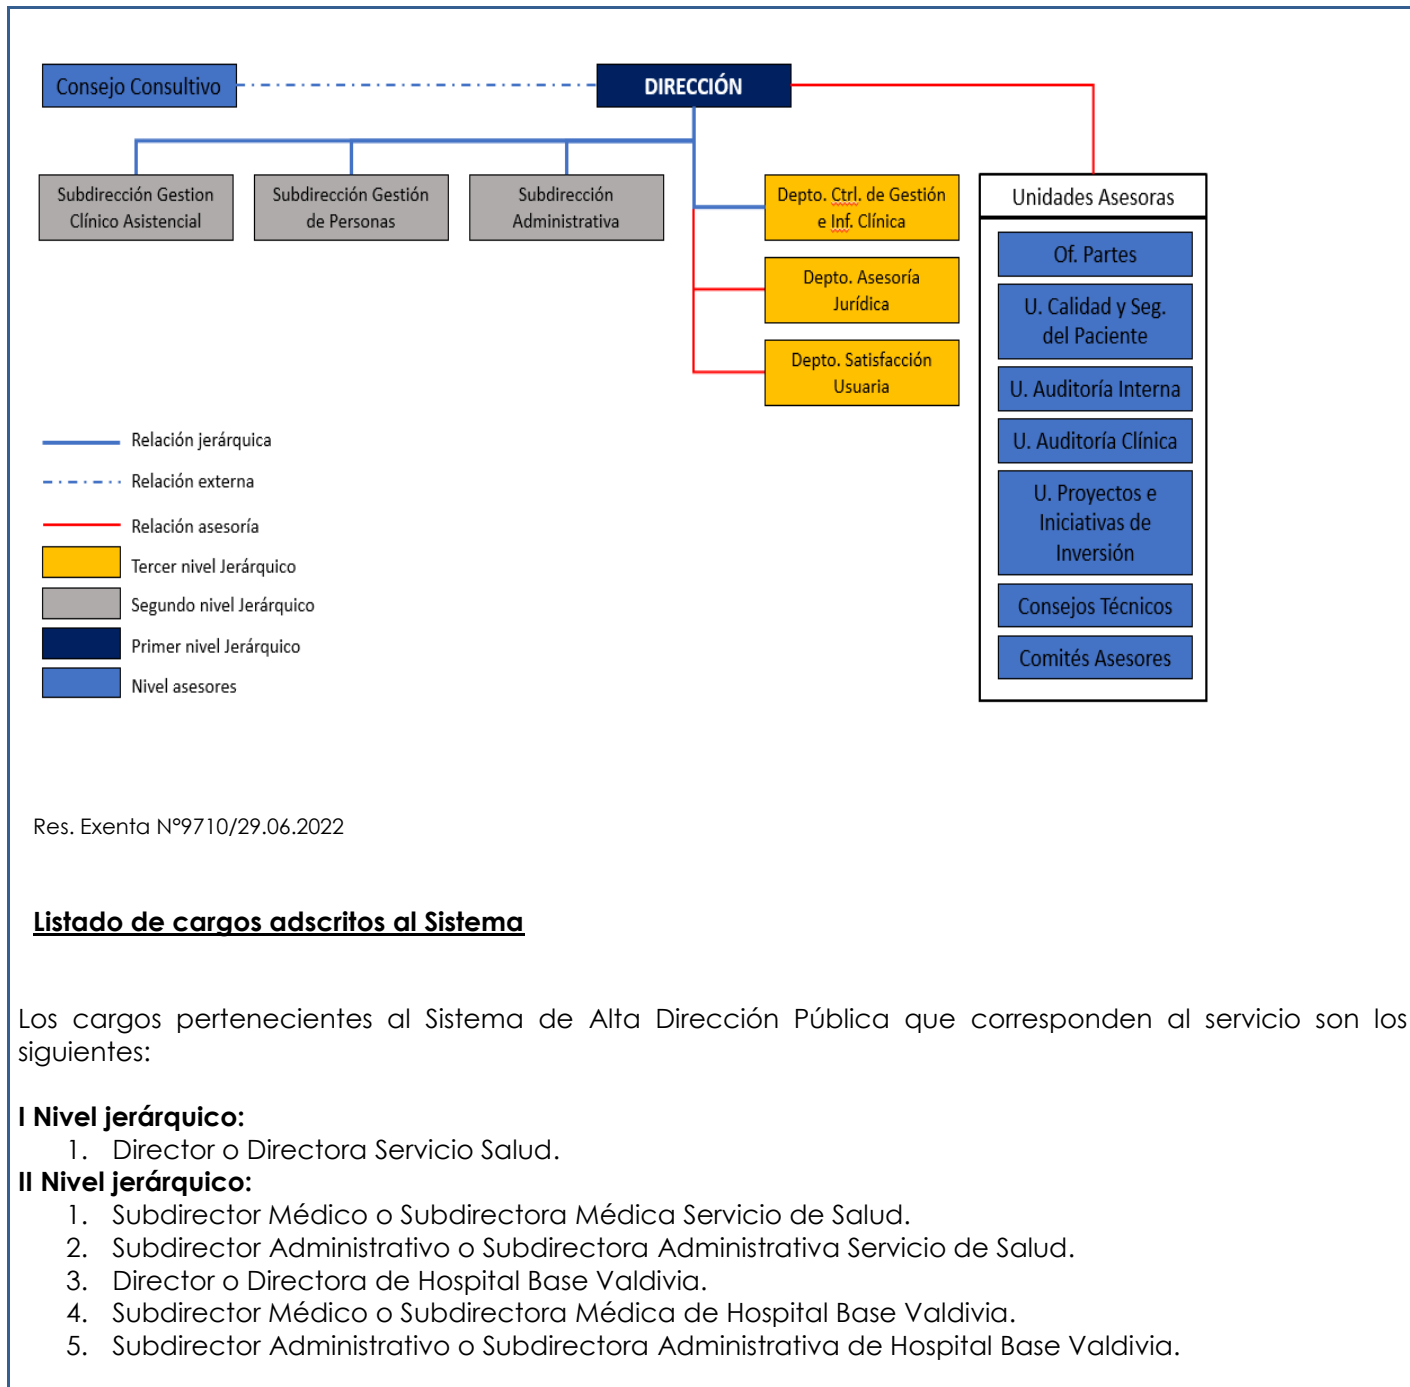 Consejo Consultivo
DIRECCIÓN
Subdirección Gestion
Clínico Asistencial
Subdirección Gestión
de Personas
Subdirección
Administrativa
Depto. Ctrl. de Gestión
e Inf. Clínica
Depto. Asesoría
Jurídica
Depto. Satisfacción
Usuaria
Unidades Asesoras
Of. Partes
U. Calidad y Seg.
del Paciente
U. Auditoría Interna
U. Auditoría Clínica
U. Proyectos e
Iniciativas de
Inversión
Consejos Técnicos
Comités Asesores
Relación jerárquica
Relación externa
Relación asesoría
Tercer nivel Jerárquico
Segundo nivel Jerárquico
Primer nivel Jerárquico
Nivel asesores
Res. Exenta N°9710/29.06.2022
Listado de cargos adscritos al Sistema
Los cargos pertenecientes al Sistema de Alta Dirección Pública que corresponden al servicio son los
siguientes:
I Nivel jerárquico:
1. Director o Directora Servicio Salud.
II Nivel jerárquico:
1. Subdirector Médico o Subdirectora Médica Servicio de Salud.
2. Subdirector Administrativo o Subdirectora Administrativa Servicio de Salud.
3. Director o Directora de Hospital Base Valdivia.
4. Subdirector Médico o Subdirectora Médica de Hospital Base Valdivia.
5. Subdirector Administrativo o Subdirectora Administrativa de Hospital Base Valdivia.